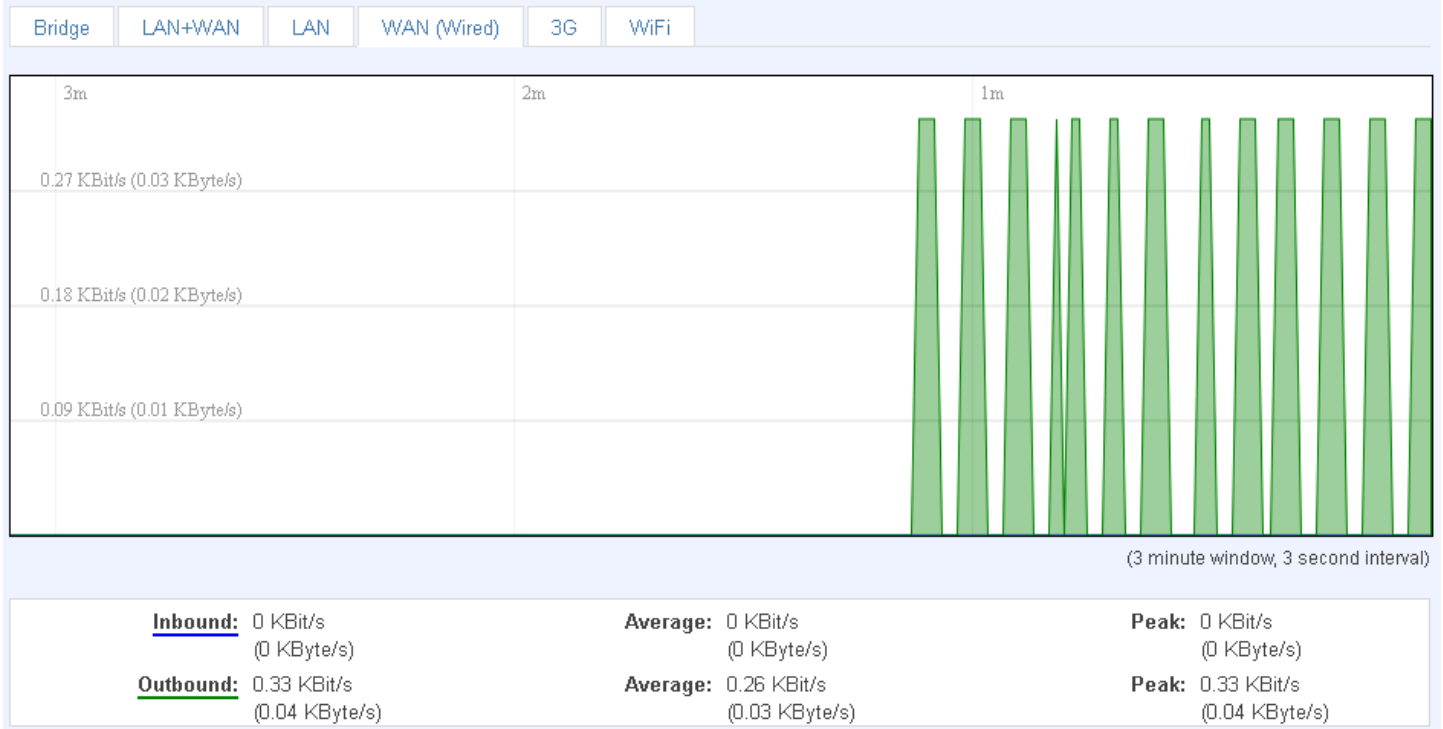 Bridge LAN+WAN LAN WAN (Wired) 3G WiFi
3m 2m 1m
0.27 KBit/s (0.03 KByte/s)
0.18 KBit/s (0.02 KByte/s)
0.09 KBit/s (0.01 KByte/s)
(3 minute window, 3 second interval)
Inbound: 0 KBit/s Average: 0 KBit/s Peak: 0 KBit/s
(0 KByte/s) (0 KByte/s) (0 KByte/s)
Outbound: 0.33 KBit/s Average: 0.26 KBit/s Peak: 0.33 KBit/s
(0.04 KByte/s) (0.03 KByte/s) (0.04 KByte/s)